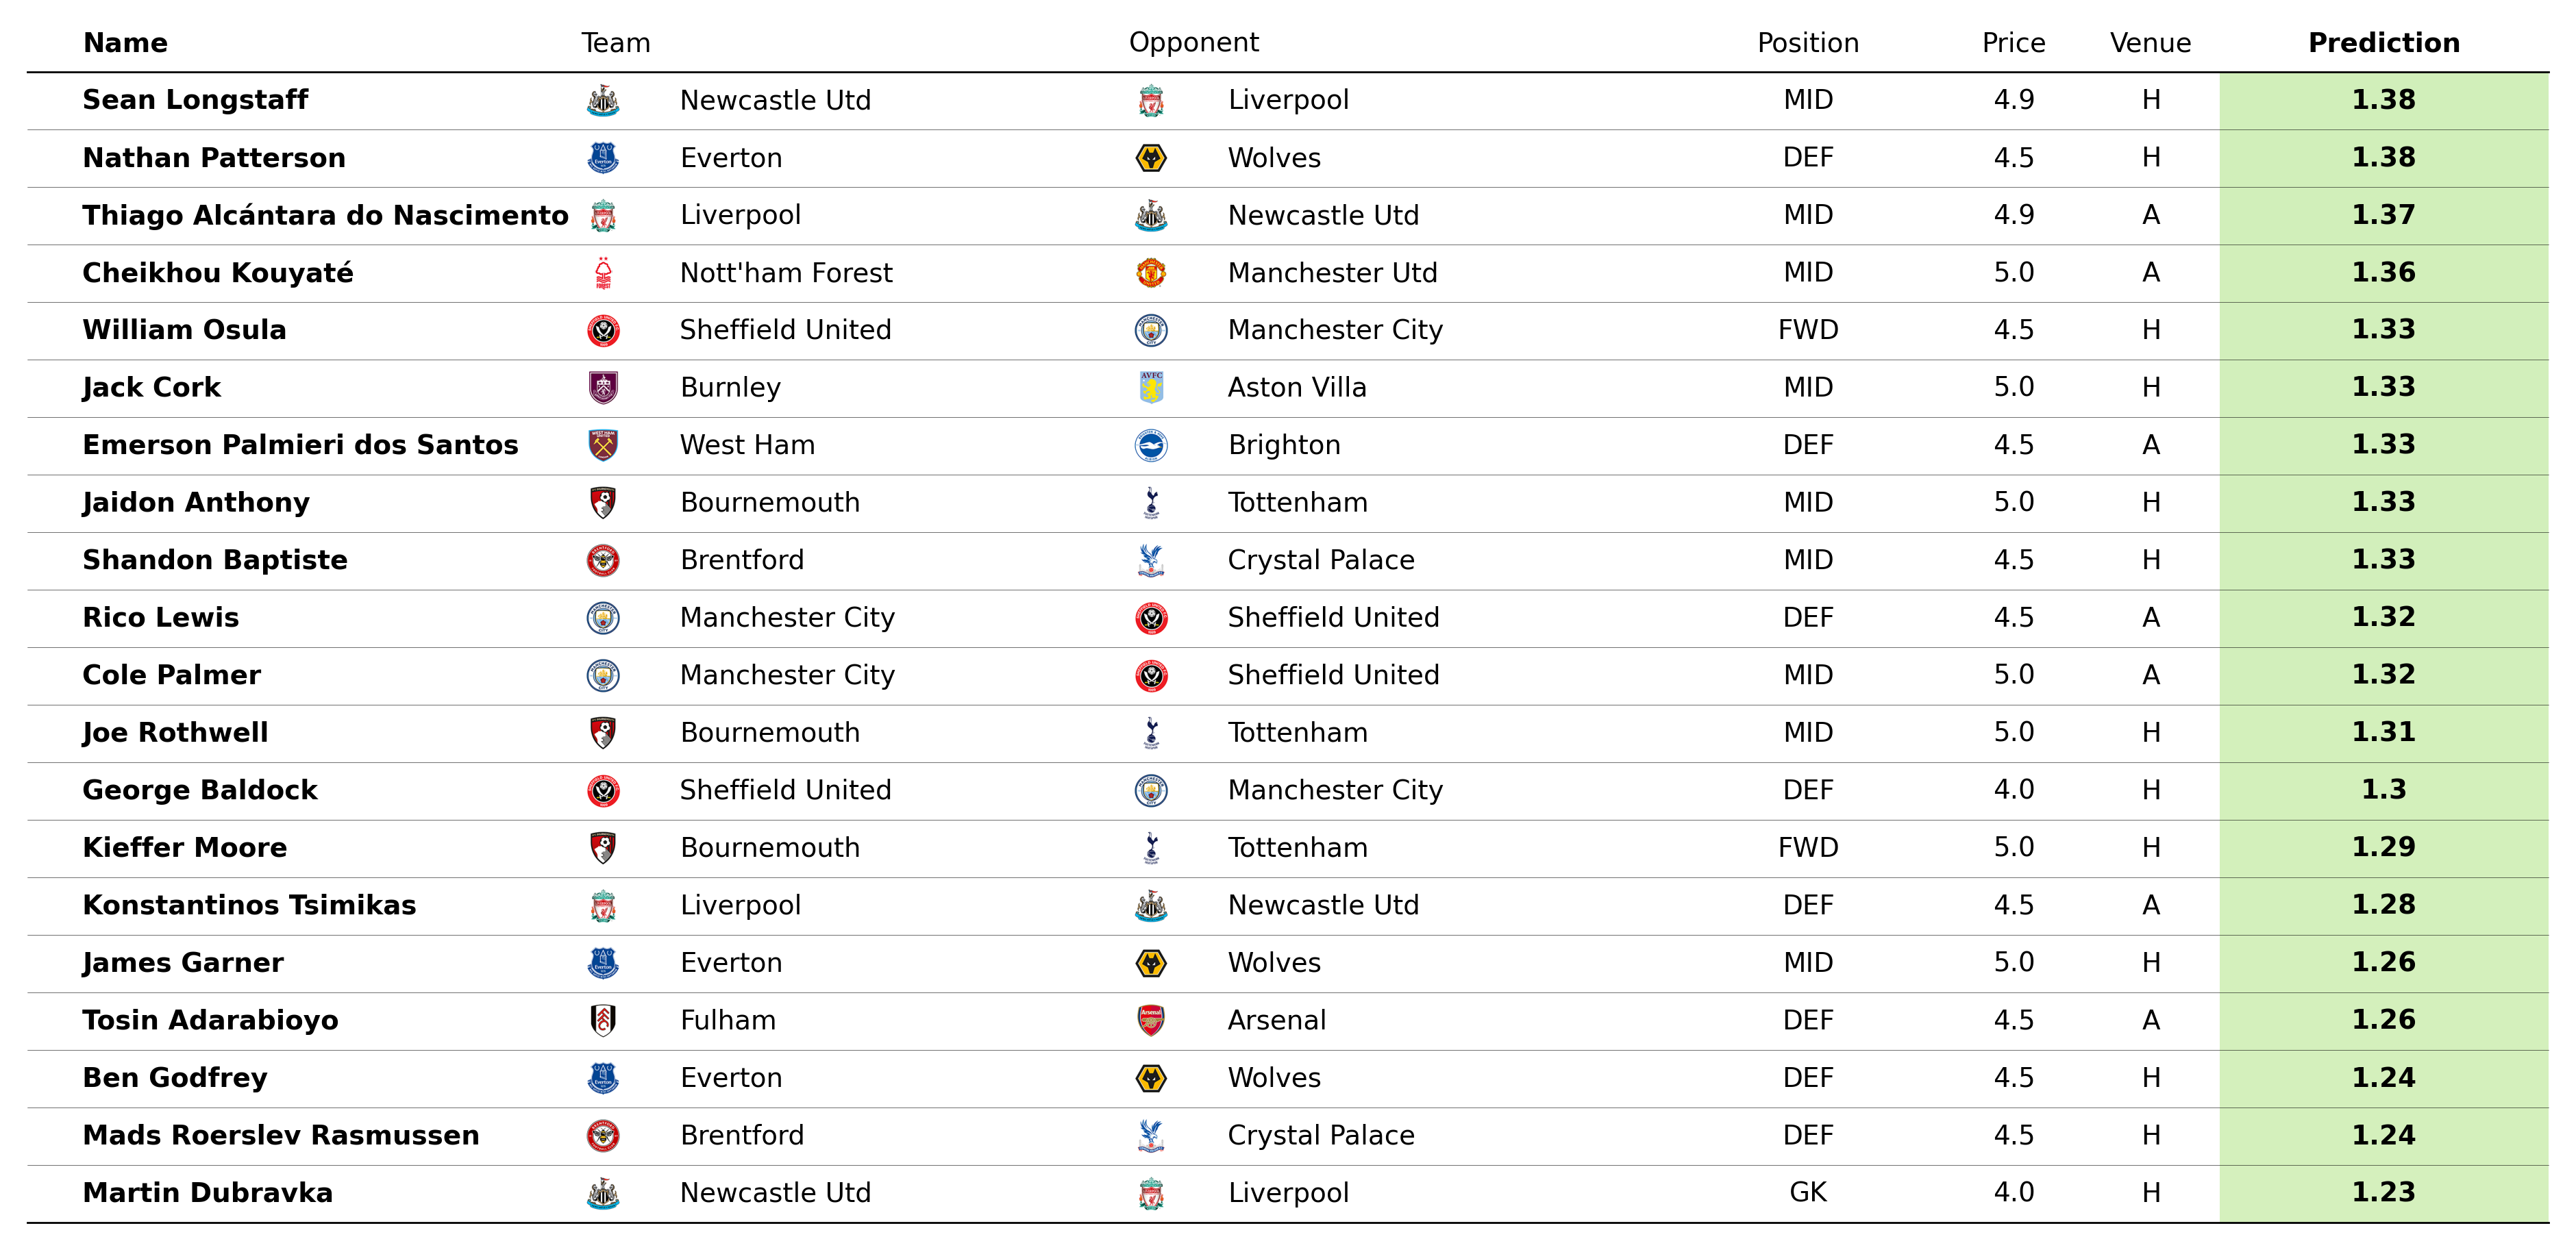 Name Team Opponent Position Price Venue Prediction
Sean Longstaff Newcastle Utd Liverpool MID 4.9 H 1.38
Nathan Patterson Everton Wolves DEF 4.5 H 1.38
Thiago Alcántara do Nascimento Liverpool Newcastle Utd MID 4.9 A 1.37
Cheikhou Kouyaté Nott'ham Forest Manchester Utd MID 5.0 A 1.36
William Osula Sheffield United Manchester City FWD 4.5 H 1.33
Jack Cork Burnley Aston Villa MID 5.0 H 1.33
Emerson Palmieri dos Santos West Ham Brighton DEF 4.5 A 1.33
Jaidon Anthony Bournemouth Tottenham MID 5.0 H 1.33
Shandon Baptiste Brentford Crystal Palace MID 4.5 H 1.33
Rico Lewis Manchester City Sheffield United DEF 4.5 A 1.32
Cole Palmer Manchester City Sheffield United MID 5.0 A 1.32
Joe Rothwell Bournemouth Tottenham MID 5.0 H 1.31
George Baldock Sheffield United Manchester City DEF 4.0 H 1.3
Kieffer Moore Bournemouth Tottenham FWD 5.0 H 1.29
Konstantinos Tsimikas Liverpool Newcastle Utd DEF 4.5 A 1.28
James Garner Everton Wolves MID 5.0 H 1.26
Tosin Adarabioyo Fulham Arsenal DEF 4.5 A 1.26
Ben Godfrey Everton Wolves DEF 4.5 H 1.24
Mads Roerslev Rasmussen Brentford Crystal Palace DEF 4.5 H 1.24
Martin Dubravka Newcastle Utd Liverpool GK 4.0 H 1.23